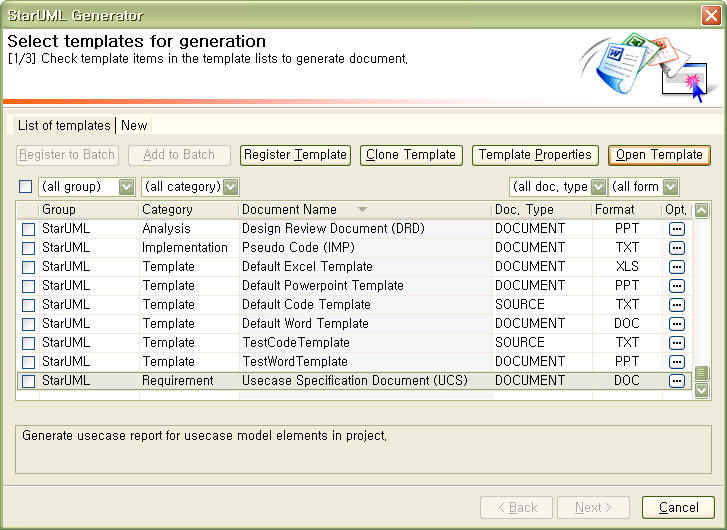 StarUML Generator
Select templates for generation
[1/3] Check template items in the template lists to generate document.
List of templates New
Register to Batch Add to Batch Register Template Clone Template Template Properties Open Template
(all group) (all category) (all doc. type (all form
Group Category Document Name Doc. Type Format Opt.
StarUML Analysis Design Review Document (DRD) DOCUMENT PPT ...
StarUML Implementation Pseudo Code (IMP) DOCUMENT TXT ...
StarUML Template Default Excel Template DOCUMENT XLS ...
StarUML Template Default Powerpoint Template DOCUMENT PPT ...
StarUML Template Default Code Template SOURCE TXT ...
StarUML Template Default Word Template DOCUMENT DOC ...
StarUML Template TestCodeTemplate SOURCE TXT ...
StarUML Template TestWordTemplate DOCUMENT PPT ...
StarUML Requirement Usecase Specification Document (UCS) DOCUMENT DOC ...
Generate usecase report for usecase model elements in project.
< Back Next > Cancel